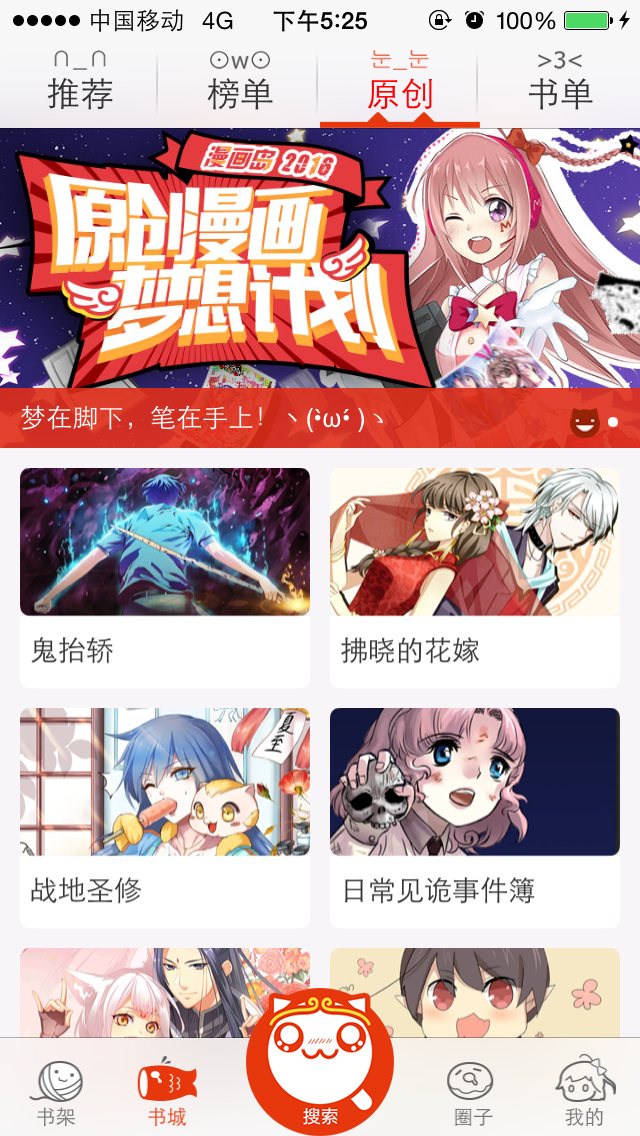 中国移动 4G 下午5:25 100%
∩_∩ ⊙w⊙ 눈_눈 >3<
推荐 榜单 原创 书单
漫画岛 2016
原创漫画
梦想计划
梦在脚下，笔在手上！ヽ(•̀ω•́ )ゝ
鬼抬轿 拂晓的花嫁
夏至
战地圣修 日常见诡事件簿
书架 书城 搜索 圈子 我的